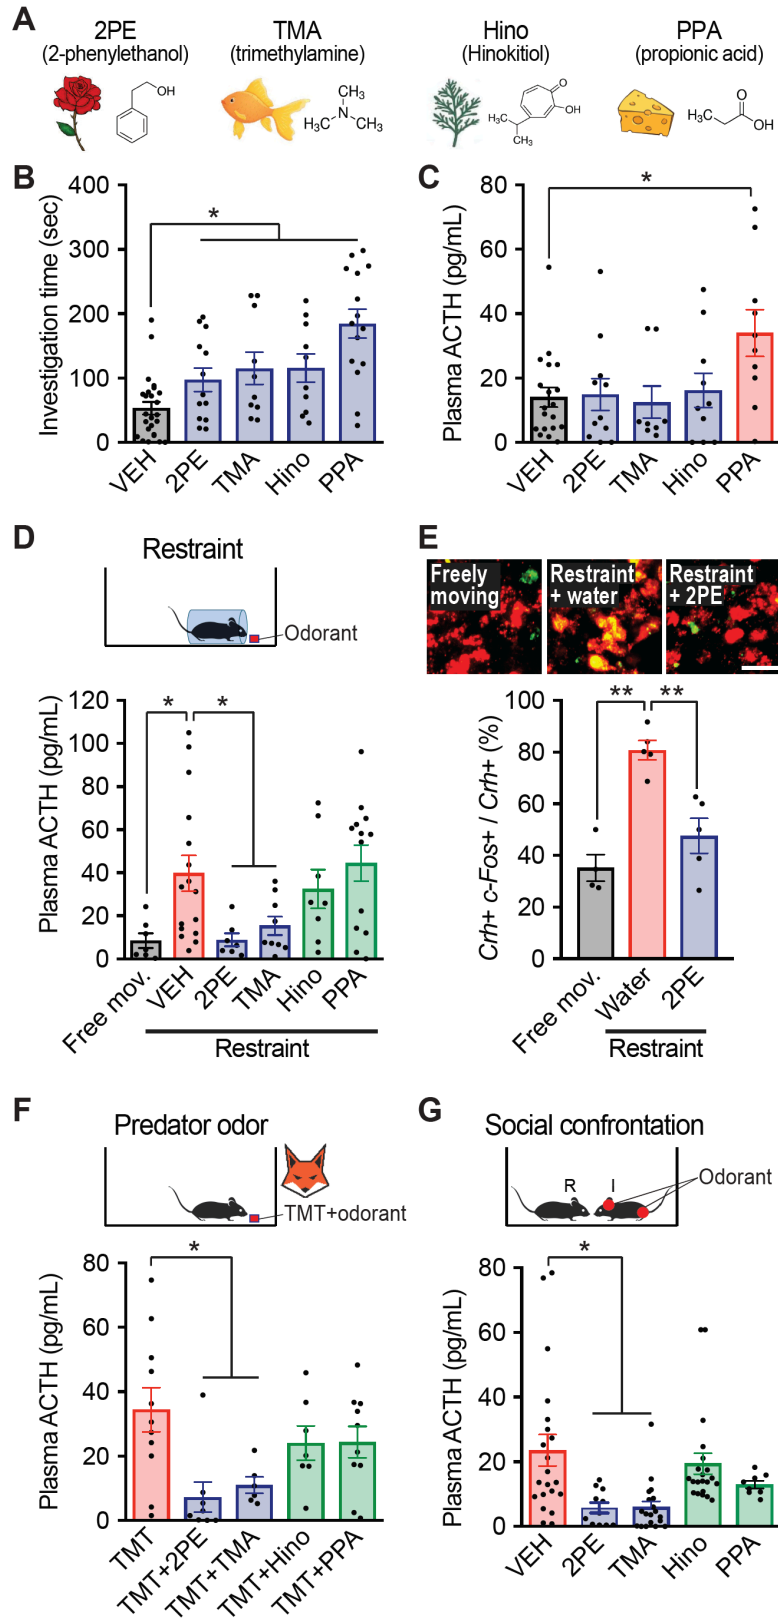 A
2PE
(2-phenylethanol)
TMA
(trimethylamine)
Hino
(Hinokitiol)
PPA
(propionic acid)
OH
CH₃
N
H₃C
CH₃
O
OH
H₃C
CH₃
H₃C
O
OH
B
Investigation time (sec)
400
300
200
100
0
*
VEH
2PE
TMA
Hino
PPA
C
Plasma ACTH (pg/mL)
80
60
40
20
0
*
VEH
2PE
TMA
Hino
PPA
D
Restraint
Odorant
Plasma ACTH (pg/mL)
120
100
80
60
40
20
0
*
*
Free mov.
VEH
2PE
TMA
Hino
PPA
Restraint
E
Freely
moving
Restraint
+ water
Restraint
+ 2PE
Crh+ c-Fos+ / Crh+ (%)
100
80
60
40
20
0
**
**
Free mov.
Water
2PE
Restraint
F
Predator odor
TMT+odorant
Plasma ACTH (pg/mL)
80
60
40
20
0
*
TMT
TMT+2PE
TMT+TMA
TMT+Hino
TMT+PPA
G
Social confrontation
R
I
Odorant
Plasma ACTH (pg/mL)
80
60
40
20
0
*
VEH
2PE
TMA
Hino
PPA